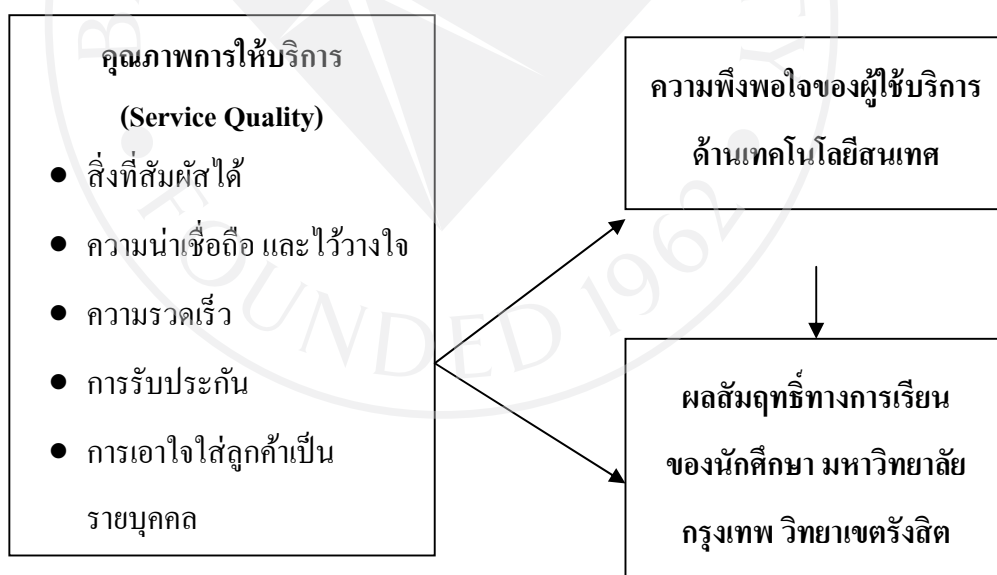 คุณภาพการให้บริการ
(Service Quality)
● สิ่งที่สัมผัสได้
● ความน่าเชื่อถือ และไว้วางใจ
● ความรวดเร็ว
● การรับประกัน
● การเอาใจใส่ลูกค้าเป็น
รายบุคคล
ความพึงพอใจของผู้ใช้บริการ
ด้านเทคโนโลยีสนเทศ
ผลสัมฤทธิ์ทางการเรียน
ของนักศึกษา มหาวิทยาลัย
กรุงเทพ วิทยาเขตรังสิต
FOUNDED 1962